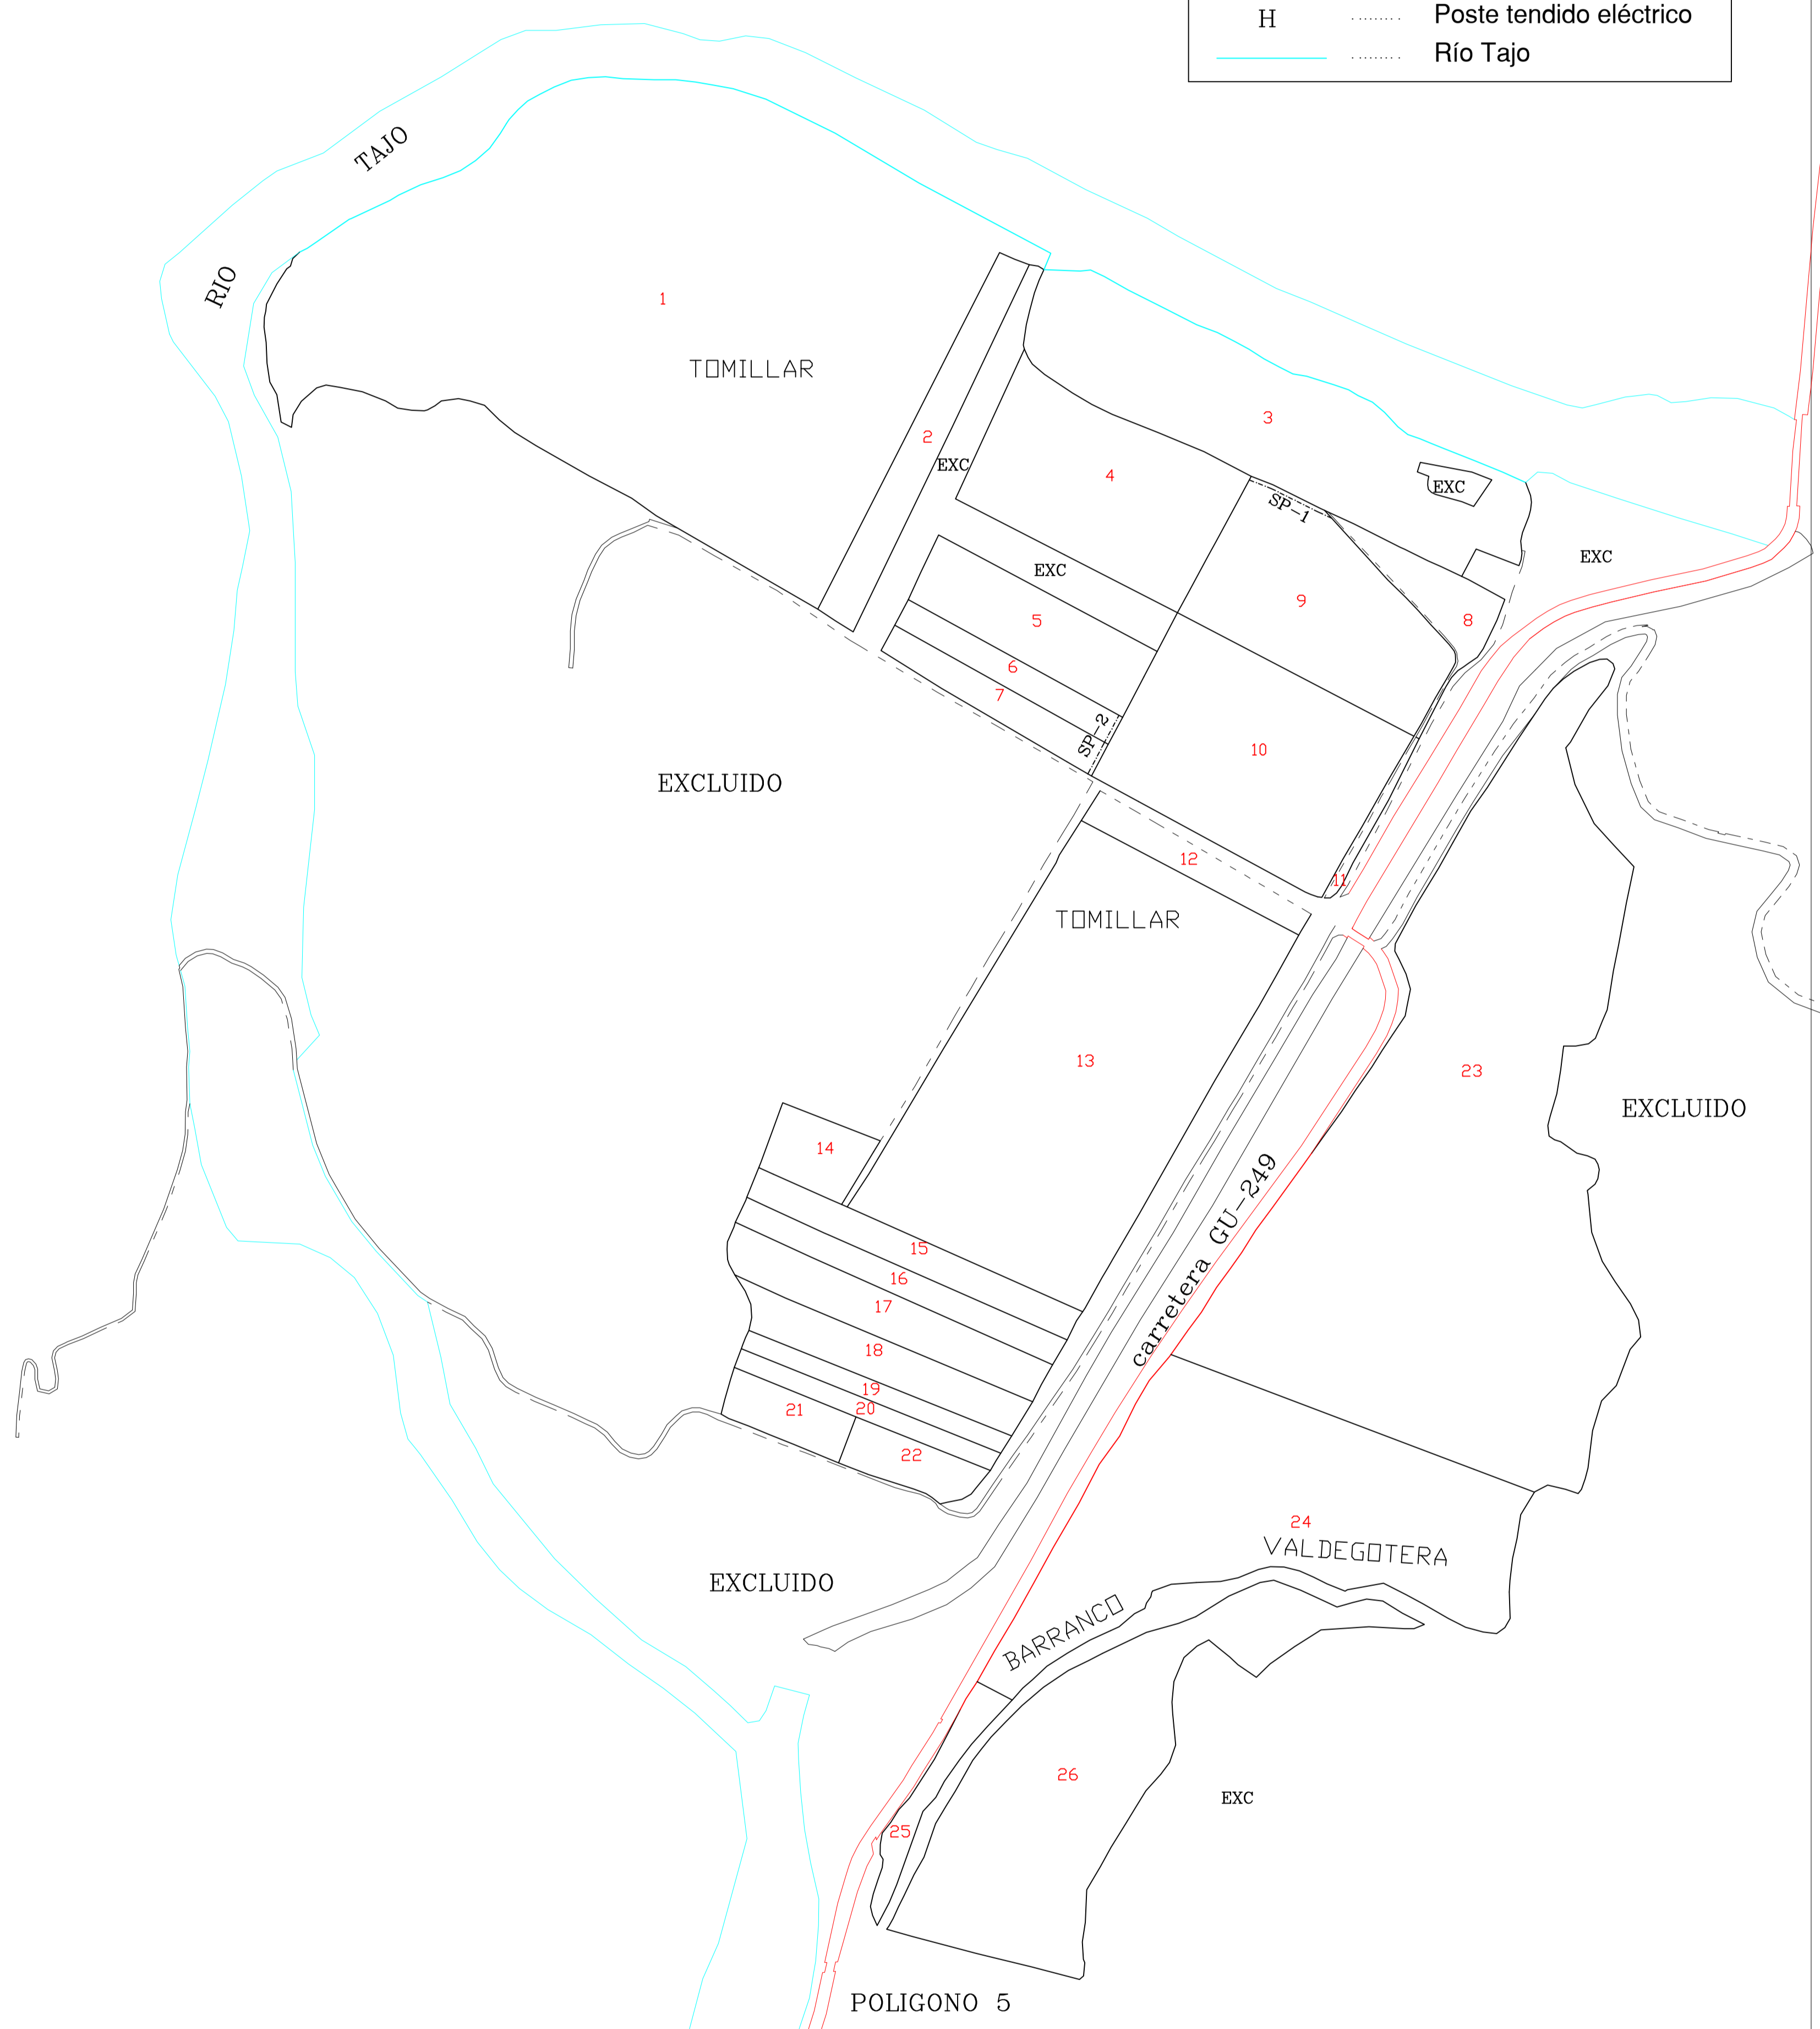 H ........ Poste tendido eléctrico
........ Río Tajo
TAJO
RIO
1
TOMILLAR
2
EXC
3
4
EXC
SP-1
EXC
EXC
9
8
5
6
7
SP-2
10
EXCLUIDO
12
11
TOMILLAR
13
23
EXCLUIDO
14
carretera GU-249
15
16
17
18
19
20
21
22
24
VALDEGOTERA
EXCLUIDO
BARRANCO
26
EXC
25
POLIGONO 5